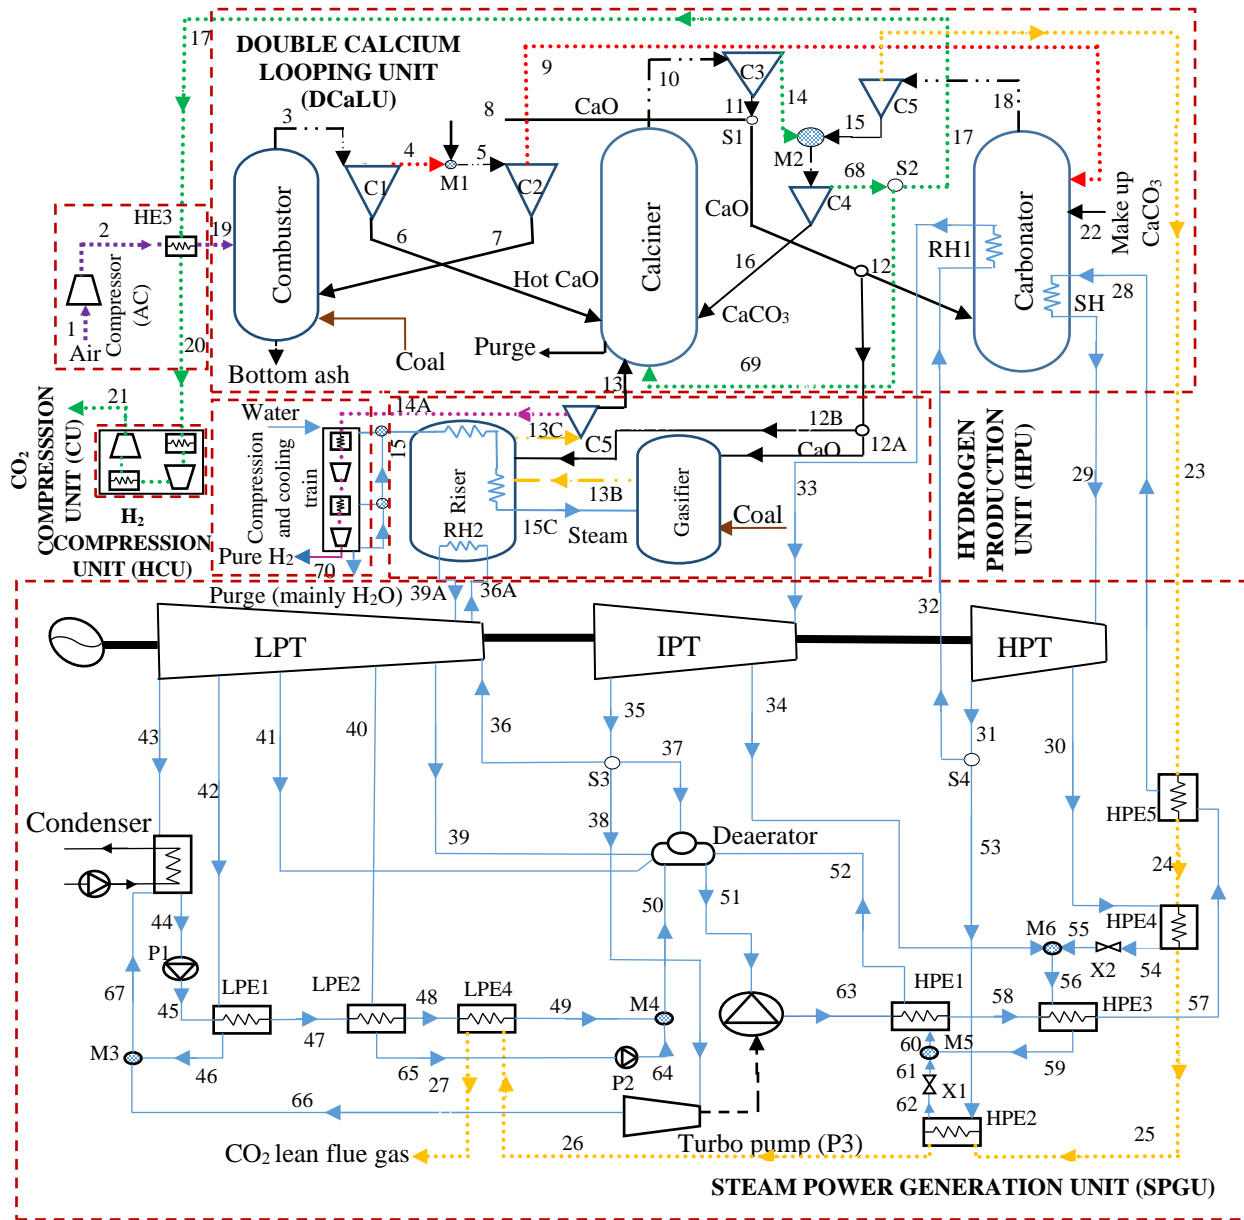 17
DOUBLE CALCIUM
LOOPING UNIT
(DCaLU)
9
10
C3
11
14
S1
8
CaO
C5
15
18
17
23
3
4
5
M1
C1
C2
M2
68
S2
C4
CaO
16
12
CaCO3
RH1
22
Make up
CaCO3
28
SH
Carbonator
Calciner
Combustor
HE3
19
2
1
Air
Compressor
(AC)
6
7
Hot CaO
Coal
Purge
Bottom ash
20
69
13
21
CO2
COMPRESSSION
UNIT (CU)
H2
COMPRESSION
UNIT (HCU)
Water
14A
Compression
and cooling
train
15
Pure H2
70
Purge (mainly H2O)
13C
C5
12B
12A
CaO
Riser
13B
Gasifier
15C
Steam
Coal
RH2
39A
36A
33
HYDROGEN
PRODUCTION
UNIT (HPU)
29
32
LPT
IPT
HPT
43
42
41
40
36
35
37
34
31
30
S3
S4
38
39
Condenser
Deaerator
HPE5
24
53
52
51
50
44
P1
67
45
LPE1
LPE2
LPE4
47
48
49
M4
63
HPE1
58
HPE4
M6
55
X2
54
56
HPE3
57
M3
46
65
27
P2
64
60
M5
61
59
X1
62
HPE2
66
Turbo pump (P3)
CO2 lean flue gas
26
25
STEAM POWER GENERATION UNIT (SPGU)